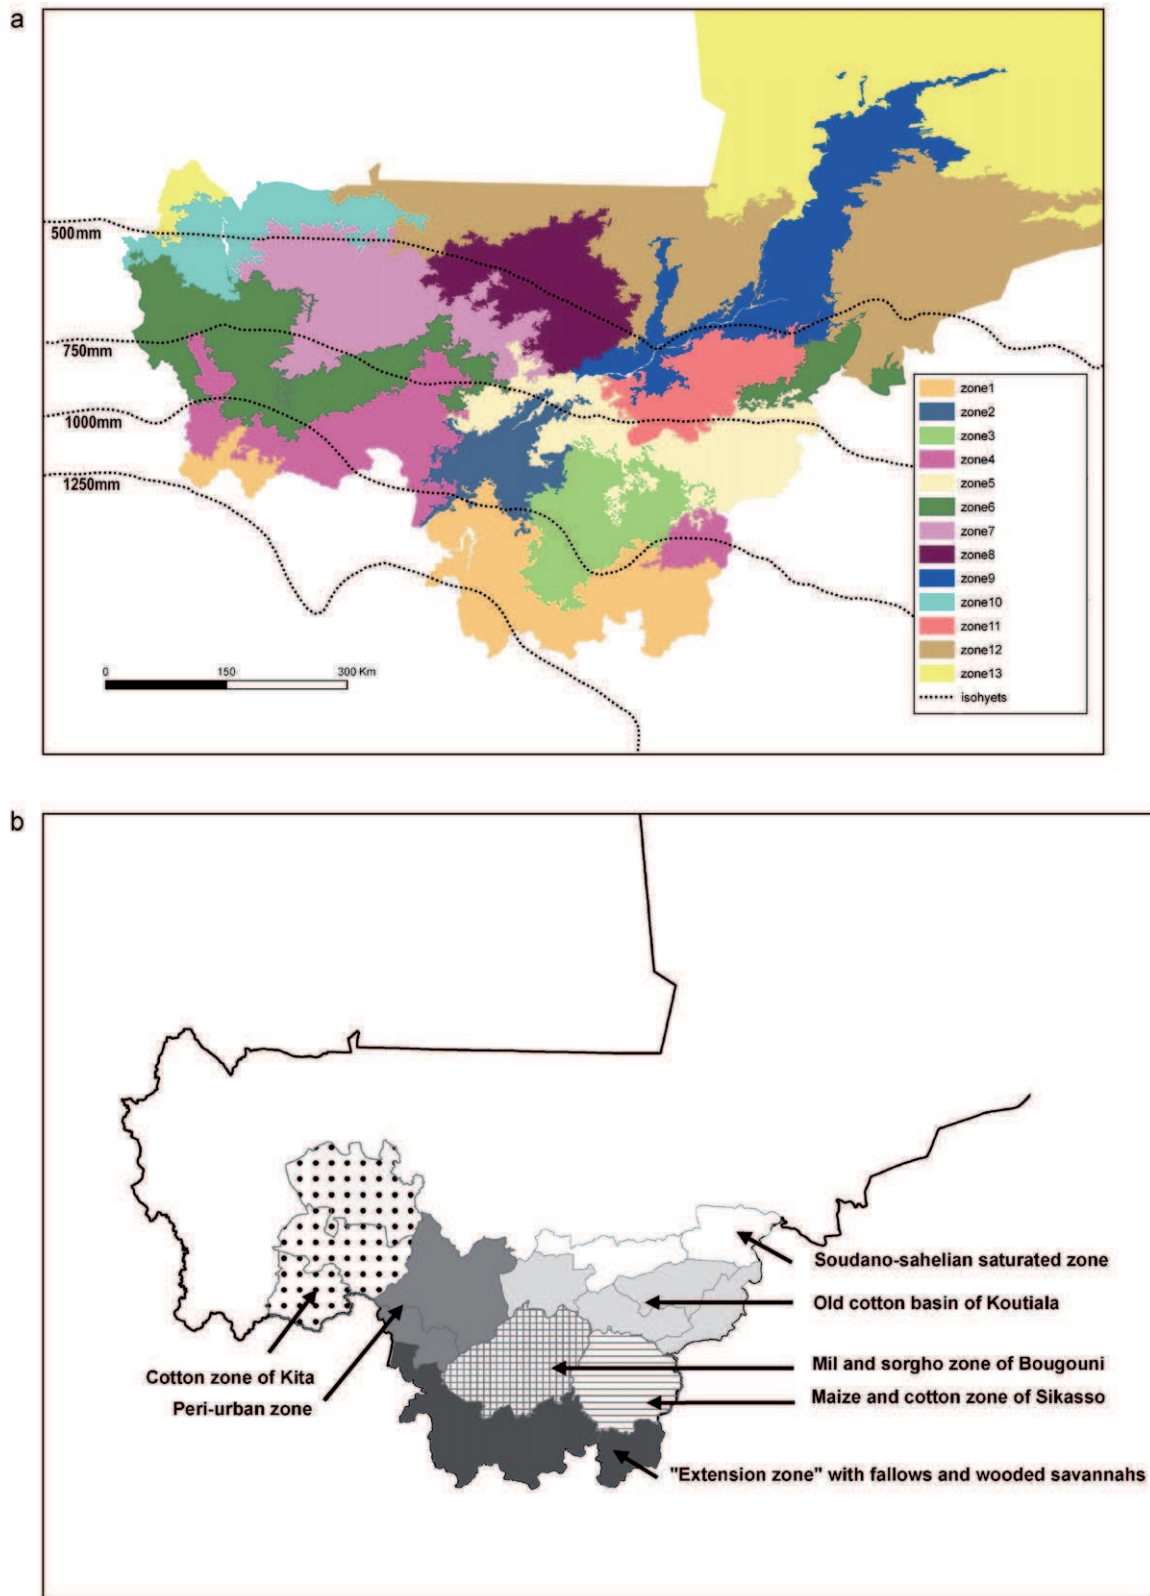 a
500mm
750mm
1000mm
1250mm
zone1
zone2
zone3
zone4
zone5
zone6
zone7
zone8
zone9
zone10
zone11
zone12
zone13
isohyets
0 150 300 Km
b
Soudano-sahelian saturated zone
Old cotton basin of Koutiala
Mil and sorgho zone of Bougouni
Cotton zone of Kita
Maize and cotton zone of Sikasso
Peri-urban zone
"Extension zone" with fallows and wooded savannahs